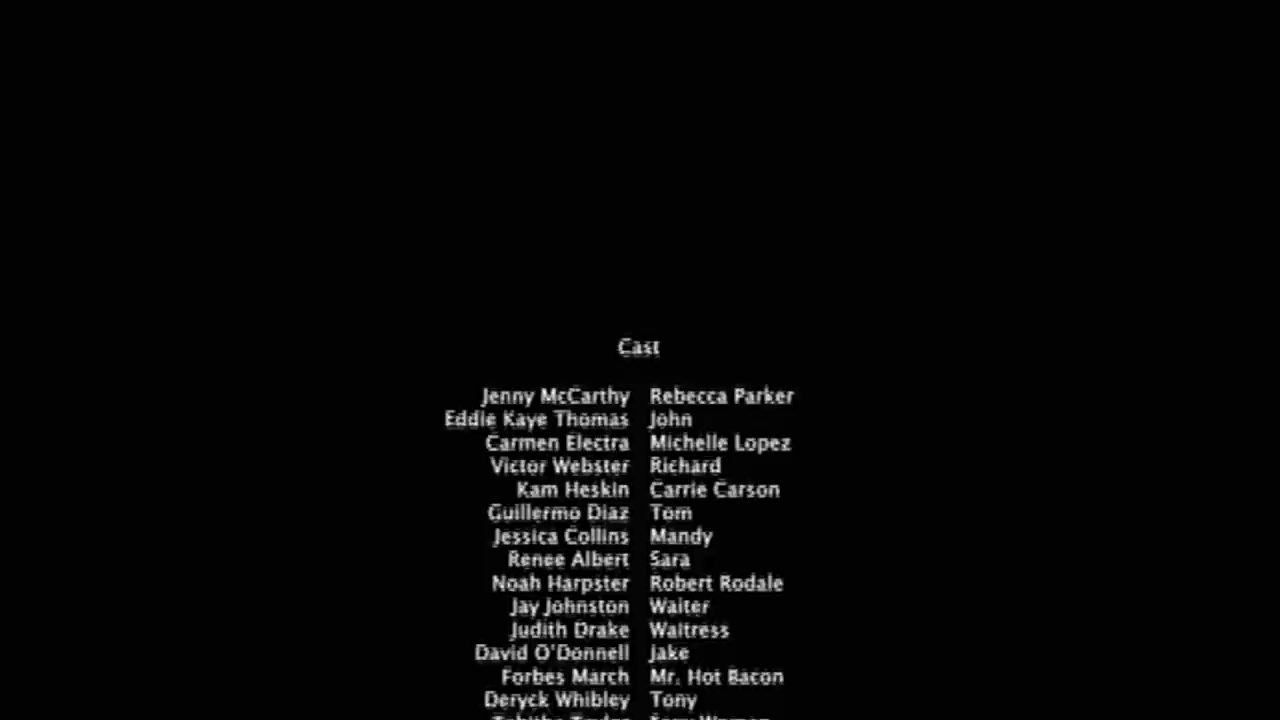 Cast
Jenny McCarthy Rebecca Parker
Eddie Kaye Thomas John
Carmen Electra Michelle Lopez
Victor Webster Richard
Kam Heskin Carrie Carson
Guillermo Diaz Tom
Jessica Collins Mandy
Renee Albert Sara
Noah Harpster Robert Rodale
Jay Johnston Waiter
Judith Drake Waitress
David O'Donnell Jake
Forbes March Mr. Hot Bacon
Deryck Whibley Tony